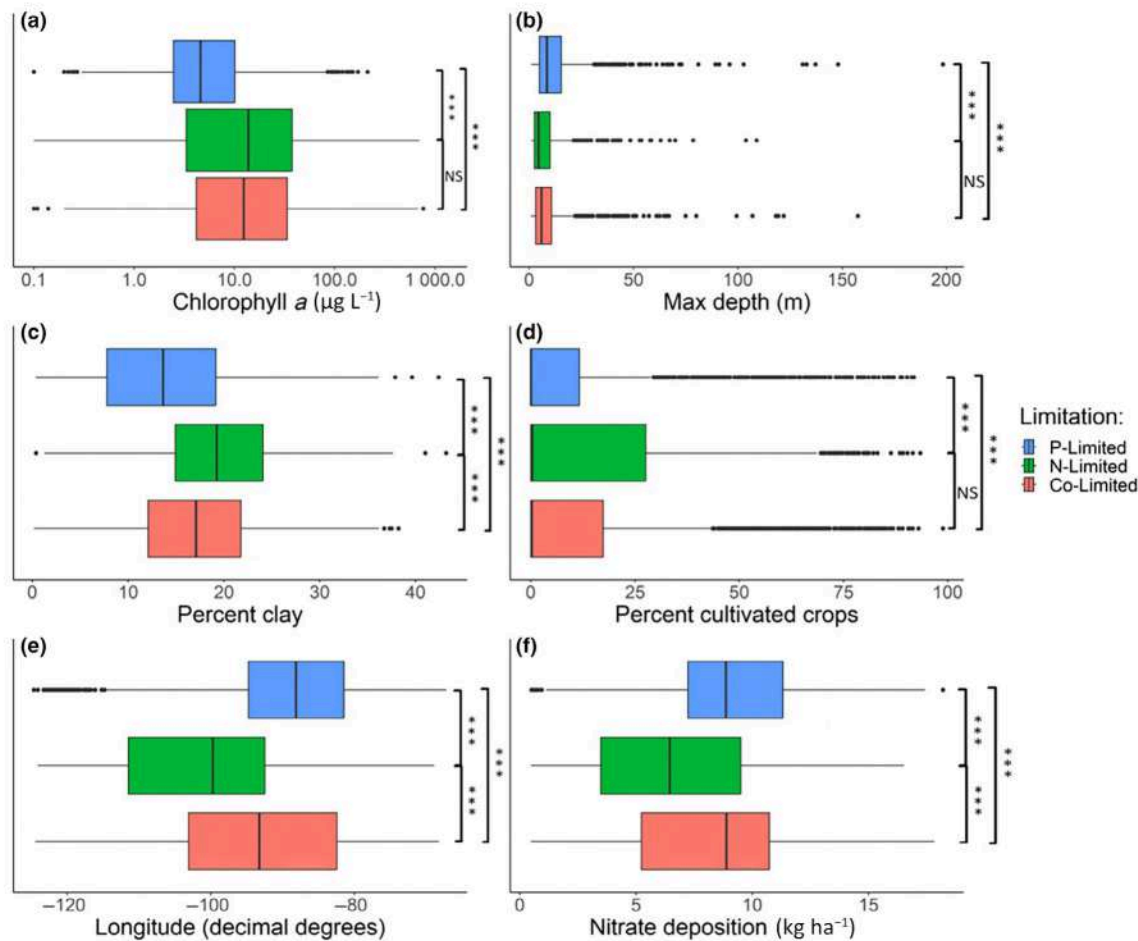 (a)
***
***
NS
0.1 1.0 10.0 100.0 1 000.0
Chlorophyll a (µg L⁻¹)
(b)
***
***
NS
0 50 100 150 200
Max depth (m)
(c)
***
***
***
0 10 20 30 40
Percent clay
(d)
***
***
NS
0 25 50 75 100
Percent cultivated crops
Limitation:
P-Limited
N-Limited
Co-Limited
(e)
***
***
***
−120 −100 −80
Longitude (decimal degrees)
(f)
***
***
***
0 5 10 15
Nitrate deposition (kg ha⁻¹)